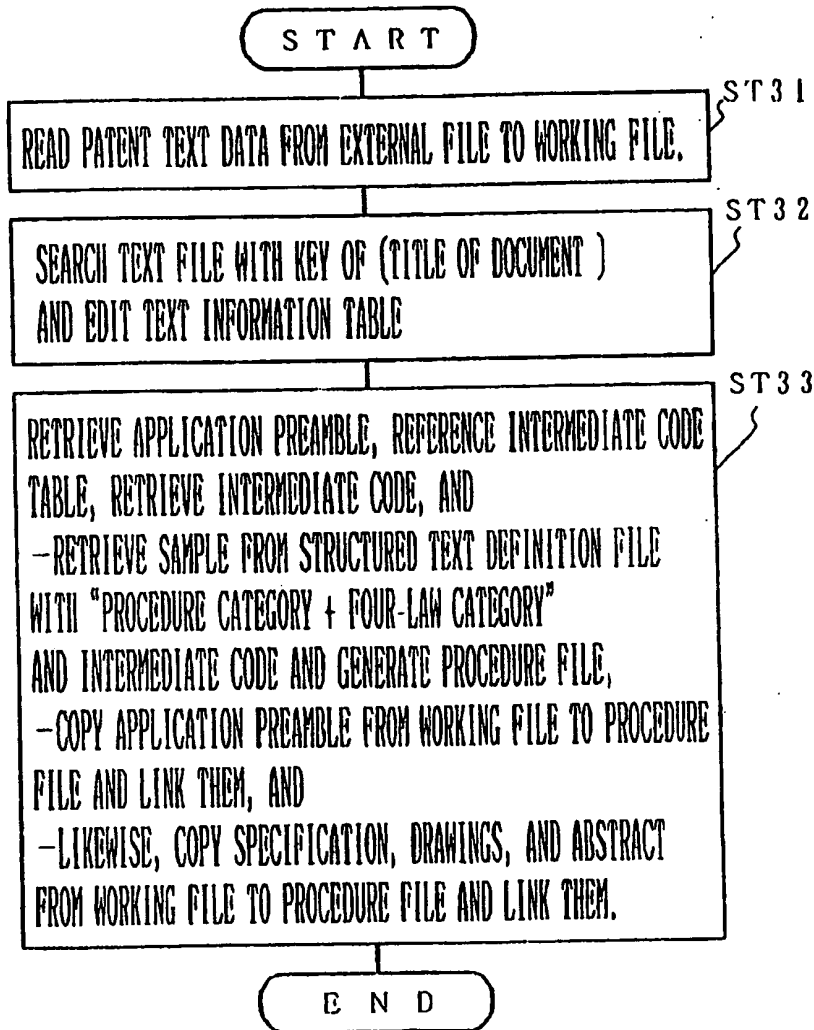 START
ST31
READ PATENT TEXT DATA FROM EXTERNAL FILE TO WORKING FILE.
ST32
SEARCH TEXT FILE WITH KEY OF (TITLE OF DOCUMENT )
AND EDIT TEXT INFORMATION TABLE
ST33
RETRIEVE APPLICATION PREAMBLE, REFERENCE INTERMEDIATE CODE
TABLE, RETRIEVE INTERMEDIATE CODE, AND
-RETRIEVE SAMPLE FROM STRUCTURED TEXT DEFINITION FILE
WITH "PROCEDURE CATEGORY + FOUR-LAW CATEGORY"
AND INTERMEDIATE CODE AND GENERATE PROCEDURE FILE,
-COPY APPLICATION PREAMBLE FROM WORKING FILE TO PROCEDURE
FILE AND LINK THEM, AND
-LIKEWISE, COPY SPECIFICATION, DRAWINGS, AND ABSTRACT
FROM WORKING FILE TO PROCEDURE FILE AND LINK THEM.
END